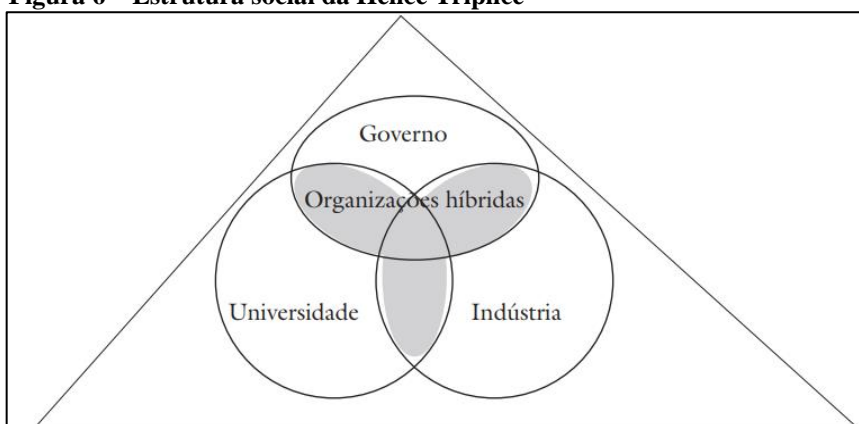 Figura 6 – Estrutura social da Hélice Tríplice
Governo
Organizações híbridas
Universidade
Indústria